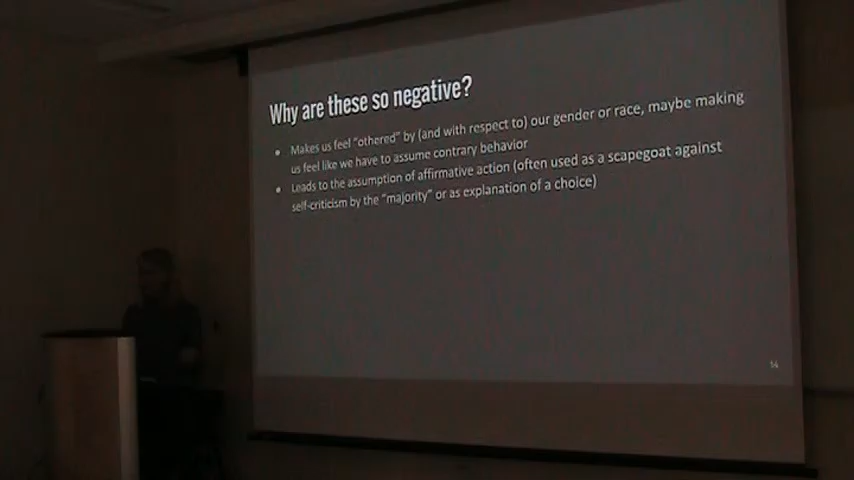 Why are these so negative?
• Makes us feel "othered" by (and with respect to) our gender or race, maybe making
us feel like we have to assume contrary behavior
• Leads to the assumption of affirmative action (often used as a scapegoat against
self-criticism by the "majority" or as explanation of a choice)
14